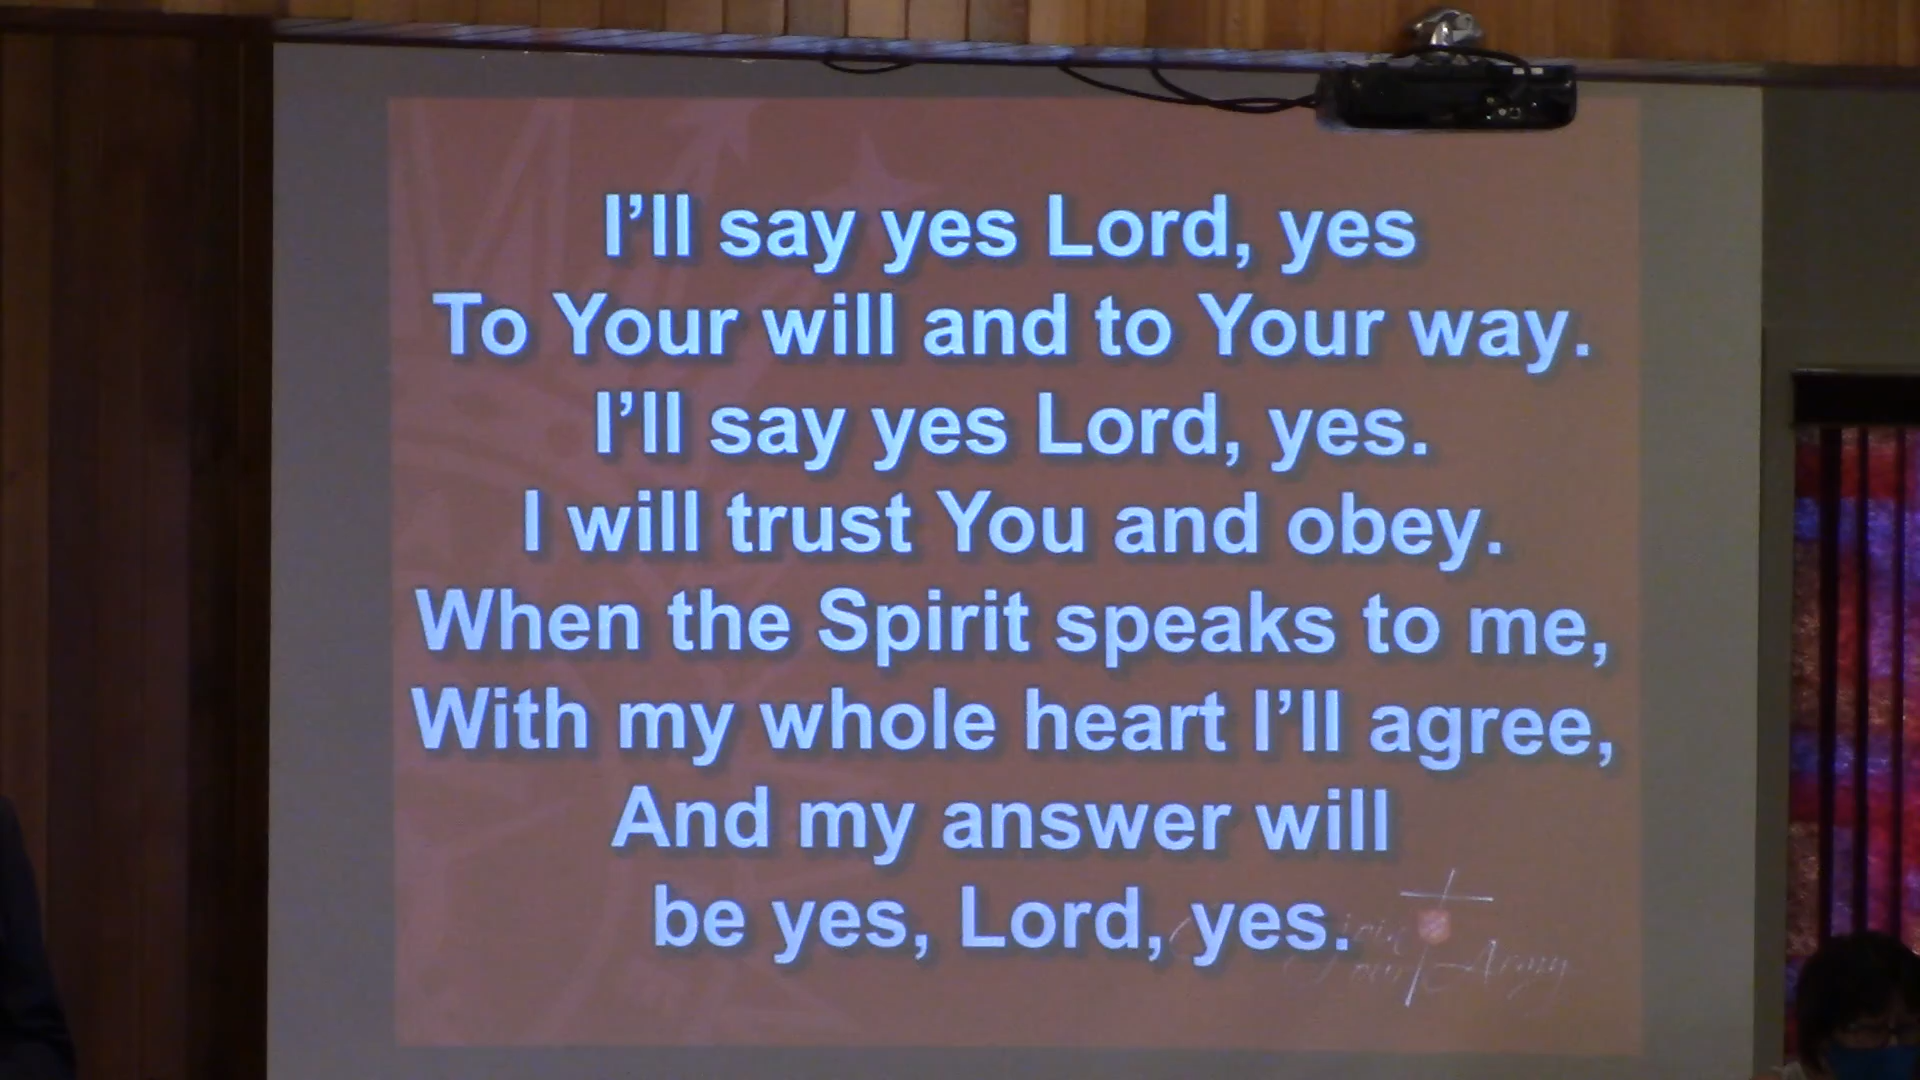 I’ll say yes Lord, yes
To Your will and to Your way.
I’ll say yes Lord, yes.
I will trust You and obey.
When the Spirit speaks to me,
With my whole heart I’ll agree,
And my answer will
be yes, Lord, yes.
Army